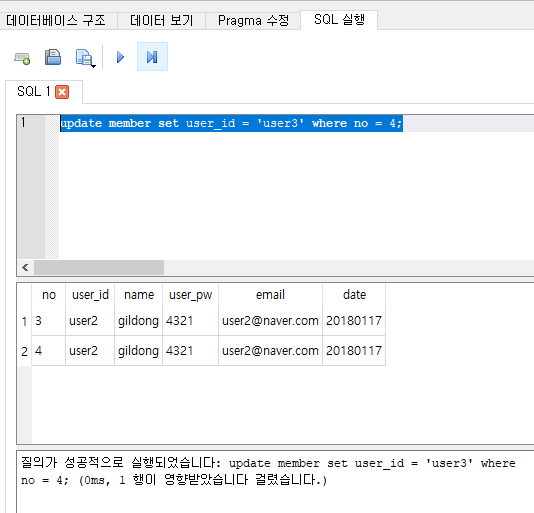 데이터베이스 구조 데이터 보기 Pragma 수정 SQL 실행
SQL 1
1 update member set user_id = 'user3' where no = 4;
no user_id name user_pw email date
1 3 user2 gildong 4321 user2@naver.com 20180117
2 4 user2 gildong 4321 user2@naver.com 20180117
질의가 성공적으로 실행되었습니다: update member set user_id = 'user3' where
no = 4; (0ms, 1 행이 영향받았습니다 걸렸습니다.)